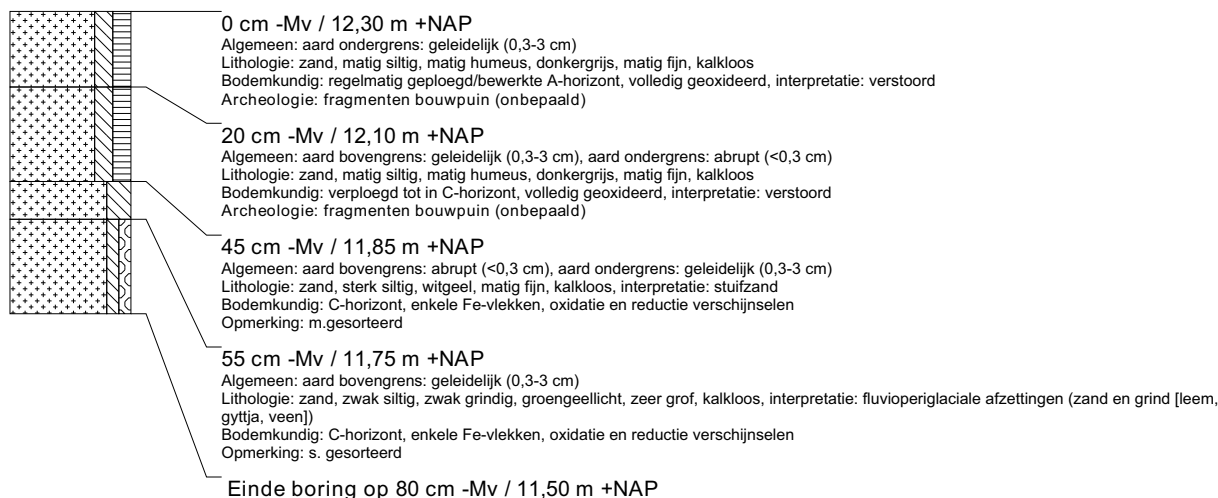 0 cm -Mv / 12,30 m +NAP
Algemeen: aard ondergrens: geleidelijk (0,3-3 cm)
Lithologie: zand, matig siltig, matig humeus, donkergrijs, matig fijn, kalkloos
Bodemkundig: regelmatig geploegd/bewerkte A-horizont, volledig geoxideerd, interpretatie: verstoord
Archeologie: fragmenten bouwpuin (onbepaald)
20 cm -Mv / 12,10 m +NAP
Algemeen: aard bovengrens: geleidelijk (0,3-3 cm), aard ondergrens: abrupt (<0,3 cm)
Lithologie: zand, matig siltig, matig humeus, donkergrijs, matig fijn, kalkloos
Bodemkundig: verploegd tot in C-horizont, volledig geoxideerd, interpretatie: verstoord
Archeologie: fragmenten bouwpuin (onbepaald)
45 cm -Mv / 11,85 m +NAP
Algemeen: aard bovengrens: abrupt (<0,3 cm), aard ondergrens: geleidelijk (0,3-3 cm)
Lithologie: zand, sterk siltig, witgeel, matig fijn, kalkloos, interpretatie: stuifzand
Bodemkundig: C-horizont, enkele Fe-vlekken, oxidatie en reductie verschijnselen
Opmerking: m.gesorteerd
55 cm -Mv / 11,75 m +NAP
Algemeen: aard bovengrens: geleidelijk (0,3-3 cm)
Lithologie: zand, zwak siltig, zwak grindig, groengeellicht, zeer grof, kalkloos, interpretatie: fluvioperiglaciale afzettingen (zand en grind [leem,
gyttja, veen])
Bodemkundig: C-horizont, enkele Fe-vlekken, oxidatie en reductie verschijnselen
Opmerking: s. gesorteerd
Einde boring op 80 cm -Mv / 11,50 m +NAP